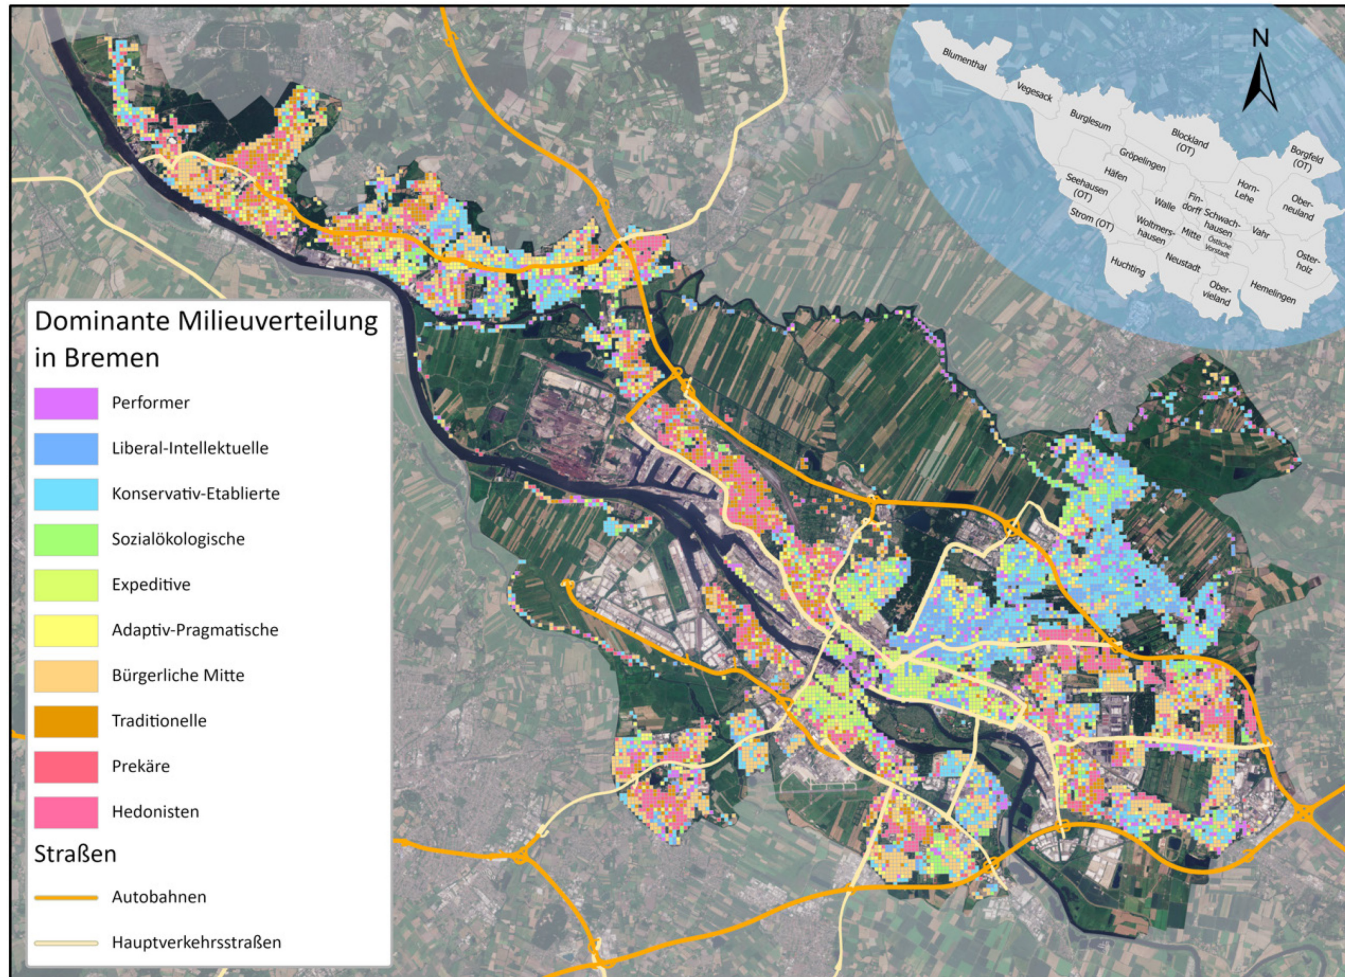 Dominante Milieuverteilung
in Bremen
Performer
Liberal-Intellektuelle
Konservativ-Etablierte
Sozialökologische
Expeditive
Adaptiv-Pragmatische
Bürgerliche Mitte
Traditionelle
Prekäre
Hedonisten
Straßen
Autobahnen
Hauptverkehrsstraßen
N
Blumenthal
Vegesack
Burglesum
Blockland
(OT)
Borgfeld
(OT)
Gröpelingen
Häfen
Horn-
Lehe
Ober-
neuland
Seehausen
(OT)
Walle
Fin-
dorff
Schwach-
hausen
Vahr
Strom (OT)
Woltmers-
hausen
Mitte
Östliche
Vorstadt
Oster-
holz
Huchting
Neustadt
Ober-
vieland
Hemelingen